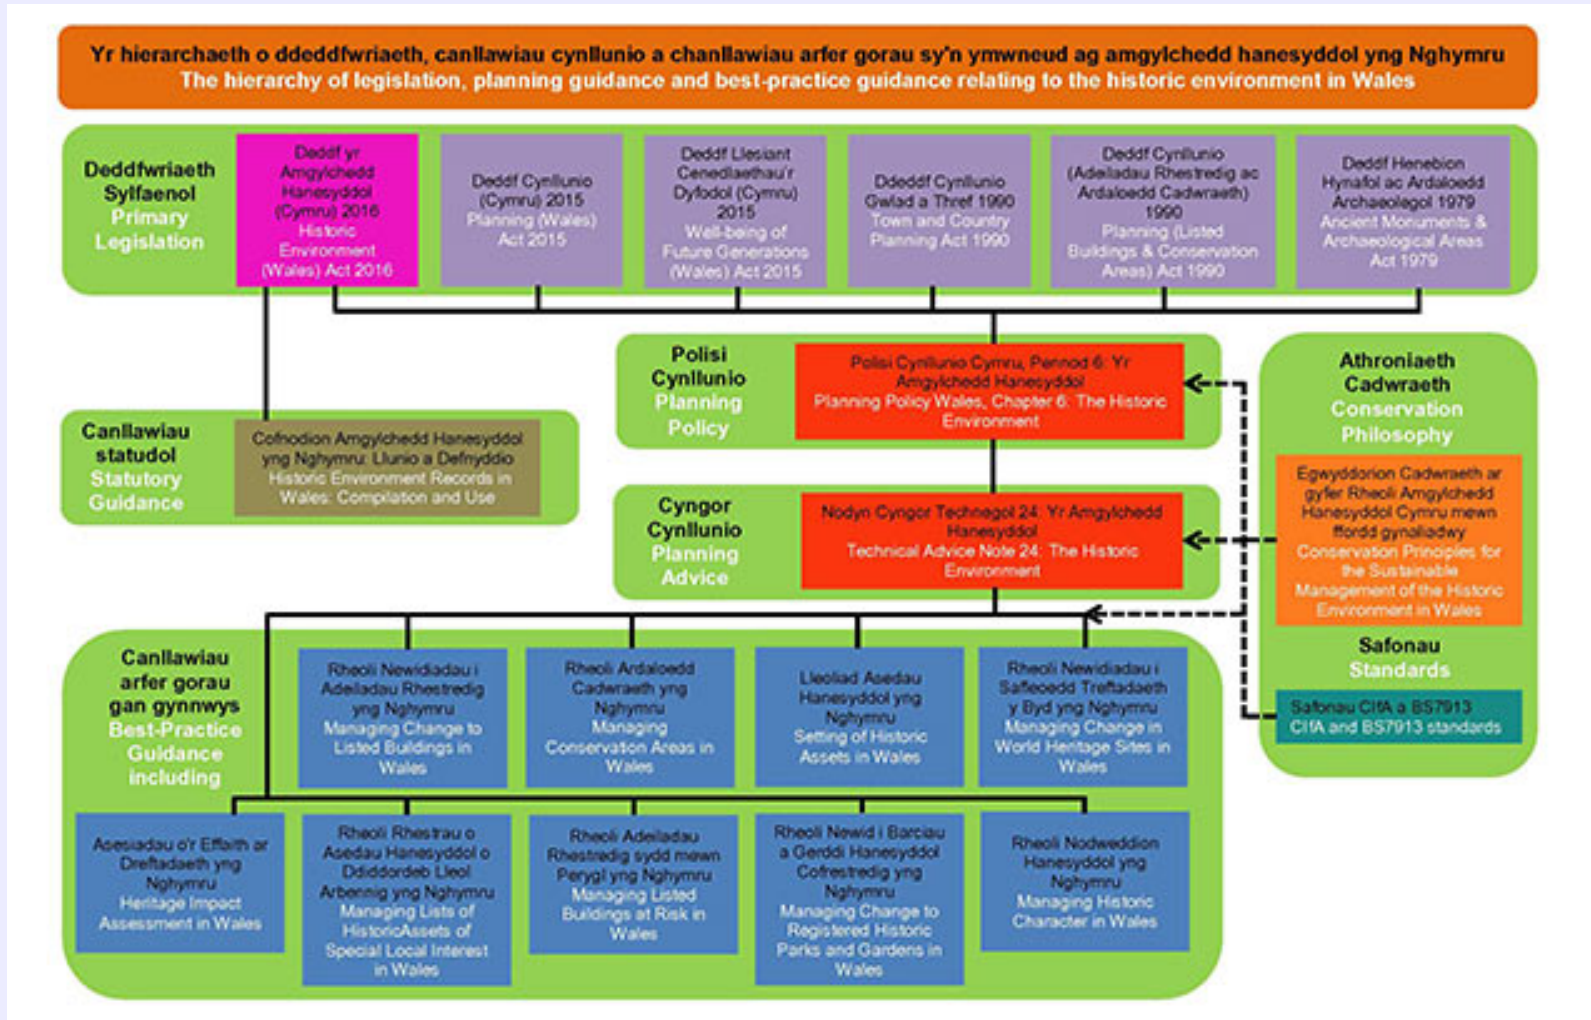 Yr hierarchaeth o ddeddfwriaeth, canllawiau cynllunio a chanllawiau arfer gorau sy'n ymwneud ag amgylchedd hanesyddol yng Nghymru
The hierarchy of legislation, planning guidance and best-practice guidance relating to the historic environment in Wales
Deddfwriaeth
Sylfaenol
Primary
Legislation
Deddf yr
Amgylchedd
Hanesyddol
(Cymru) 2016
Historic
Environment
(Wales) Act 2016
Deddf Cynllunio
(Cymru) 2015
Planning (Wales)
Act 2015
Deddf Llesiant
Cenedlaethau'r
Dyfodol (Cymru)
2015
Well-being of
Future Generations
(Wales) Act 2015
Ddeddf Cynllunio
Gwlad a Thref 1990
Town and Country
Planning Act 1990
Deddf Cynllunio
(Adeiladau Rhestredig ac
Ardaloedd Cadwraeth)
1990
Planning (Listed
Buildings & Conservation
Areas) Act 1990
Deddf Henebion
Hynafol ac Ardaloedd
Archaeolegol 1979
Ancient Monuments &
Archaeological Areas
Act 1979
Polisi
Cynllunio
Planning
Policy
Polisi Cynllunio Cymru, Pennod 6: Yr
Amgylchedd Hanesyddol
Planning Policy Wales, Chapter 6: The Historic
Environment
Athroniaeth
Cadwraeth
Conservation
Philosophy
Egwyddorion Cadwraeth ar
gyfer Rheoli Amgylchedd
Hanesyddol Cymru mewn
ffordd gynaliadwy
Conservation Principles for
the Sustainable
Management of the Historic
Environment in Wales
Safonau
Standards
Safonau CIfA a BS7913
CIfA and BS7913 standards
Canllawiau
statudol
Statutory
Guidance
Cofnodion Amgylchedd Hanesyddol
yng Nghymru: Llunio a Defnyddio
Historic Environment Records in
Wales: Compilation and Use
Cyngor
Cynllunio
Planning
Advice
Nodyn Cyngor Technegol 24: Yr Amgylchedd
Hanesyddol
Technical Advice Note 24: The Historic
Environment
Canllawiau
arfer gorau
gan gynnwys
Best-Practice
Guidance
including
Rheoli Newidiadau i
Adeiladau Rhestredig
yng Nghymru
Managing Change to
Listed Buildings in
Wales
Rheoli Ardaloedd
Cadwraeth yng
Nghymru
Managing
Conservation Areas in
Wales
Lleoliad Asedau
Hanesyddol yng
Nghymru
Setting of Historic
Assets in Wales
Rheoli Newidiadau i
Safleoedd Treftadaeth
y Byd yng Nghymru
Managing Change in
World Heritage Sites in
Wales
Asesiadau o'r Effaith ar
Dreftadaeth yng
Nghymru
Heritage Impact
Assessment in Wales
Rheoli Rhestrau o
Asedau Hanesyddol o
Ddiddordeb Lleol
Arbennig yng Nghymru
Managing Lists of
HistoricAssets of
Special Local Interest
in Wales
Rheoli Adeiladau
Rhestredig sydd mewn
Perygl yng Nghymru
Managing Listed
Buildings at Risk in
Wales
Rheoli Newid i Barciau
a Gerddi Hanesyddol
Cofrestredig yng
Nghymru
Managing Change to
Registered Historic
Parks and Gardens in
Wales
Rheoli Nodweddion
Hanesyddol yng
Nghymru
Managing Historic
Character in Wales